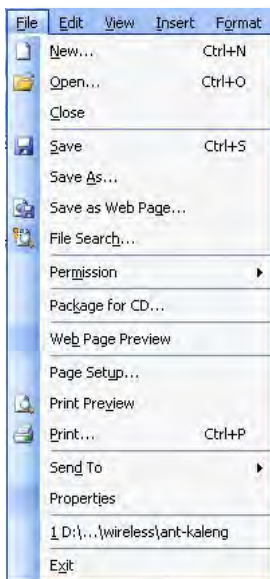 File Edit View Insert Format
New... Ctrl+N
Open... Ctrl+O
Close
Save Ctrl+S
Save As...
Save as Web Page...
File Search...
Permission
Package for CD...
Web Page Preview
Page Setup...
Print Preview
Print... Ctrl+P
Send To
Properties
1 D:\...\wireless\ant-kaleng
Exit